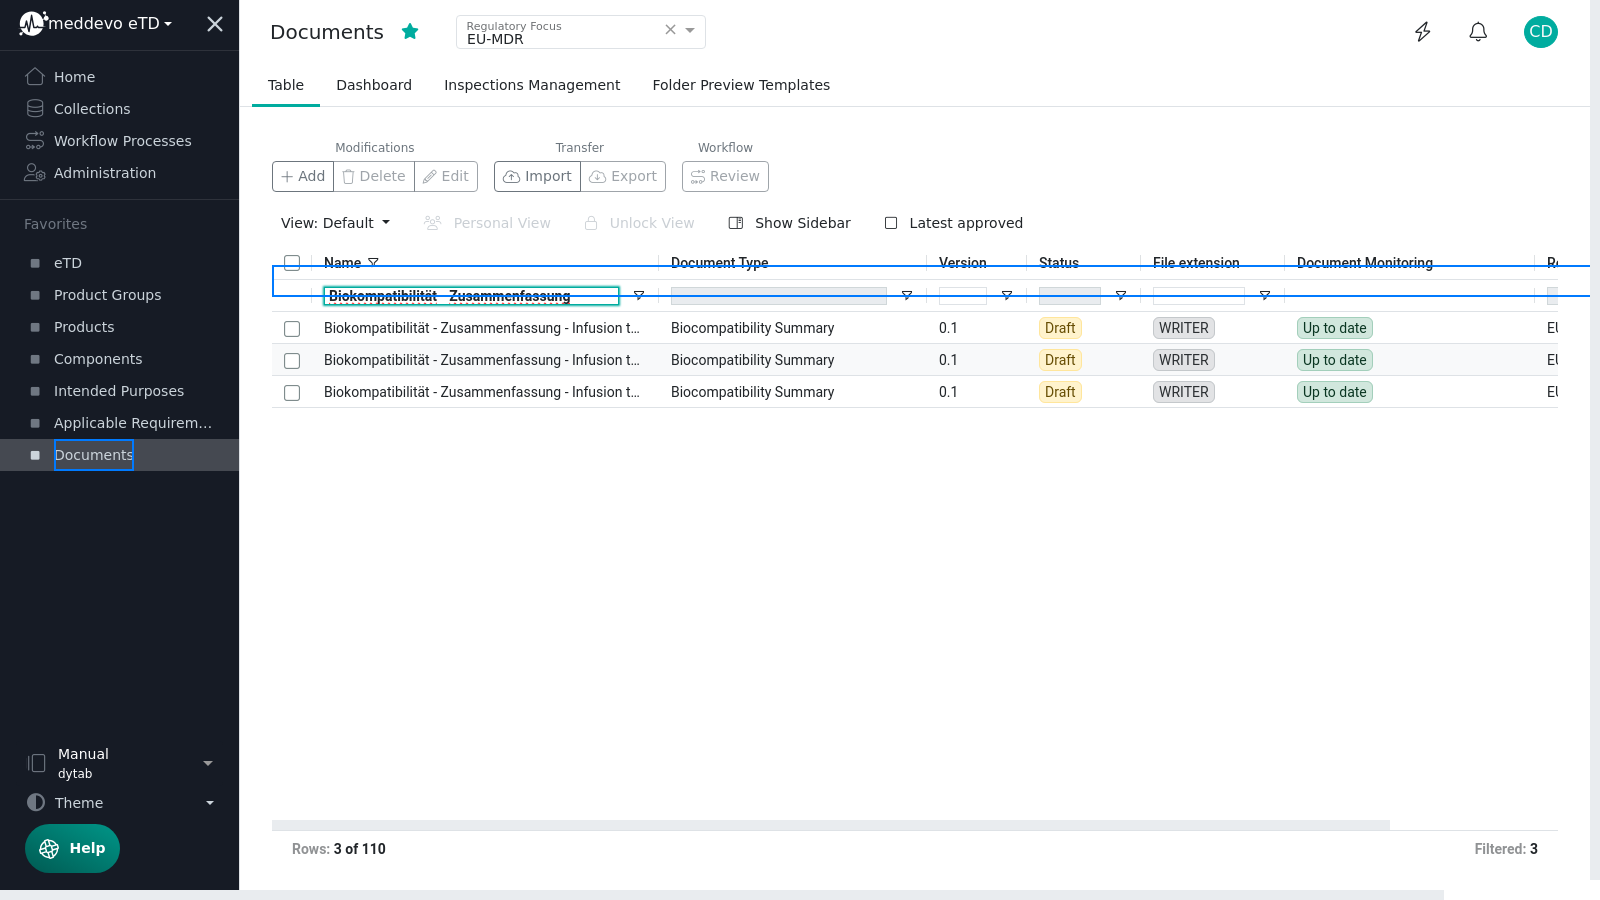 meddevo eTD
Home
Collections
Workflow Processes
Administration
Favorites
eTD
Product Groups
Products
Components
Intended Purposes
Applicable Requirem...
Documents
Manual
dytab
Theme
Help
Documents
Regulatory Focus
EU-MDR
CD
Table Dashboard Inspections Management Folder Preview Templates
Modifications Transfer Workflow
Add Delete Edit Import Export Review
View: Default Personal View Unlock View Show Sidebar Latest approved
Name Document Type Version Status File extension Document Monitoring
Biokompatibilität - Zusammenfassung
Biokompatibilität - Zusammenfassung - Infusion t... Biocompatibility Summary 0.1 Draft WRITER Up to date
Biokompatibilität - Zusammenfassung - Infusion t... Biocompatibility Summary 0.1 Draft WRITER Up to date
Biokompatibilität - Zusammenfassung - Infusion t... Biocompatibility Summary 0.1 Draft WRITER Up to date
Rows: 3 of 110 Filtered: 3